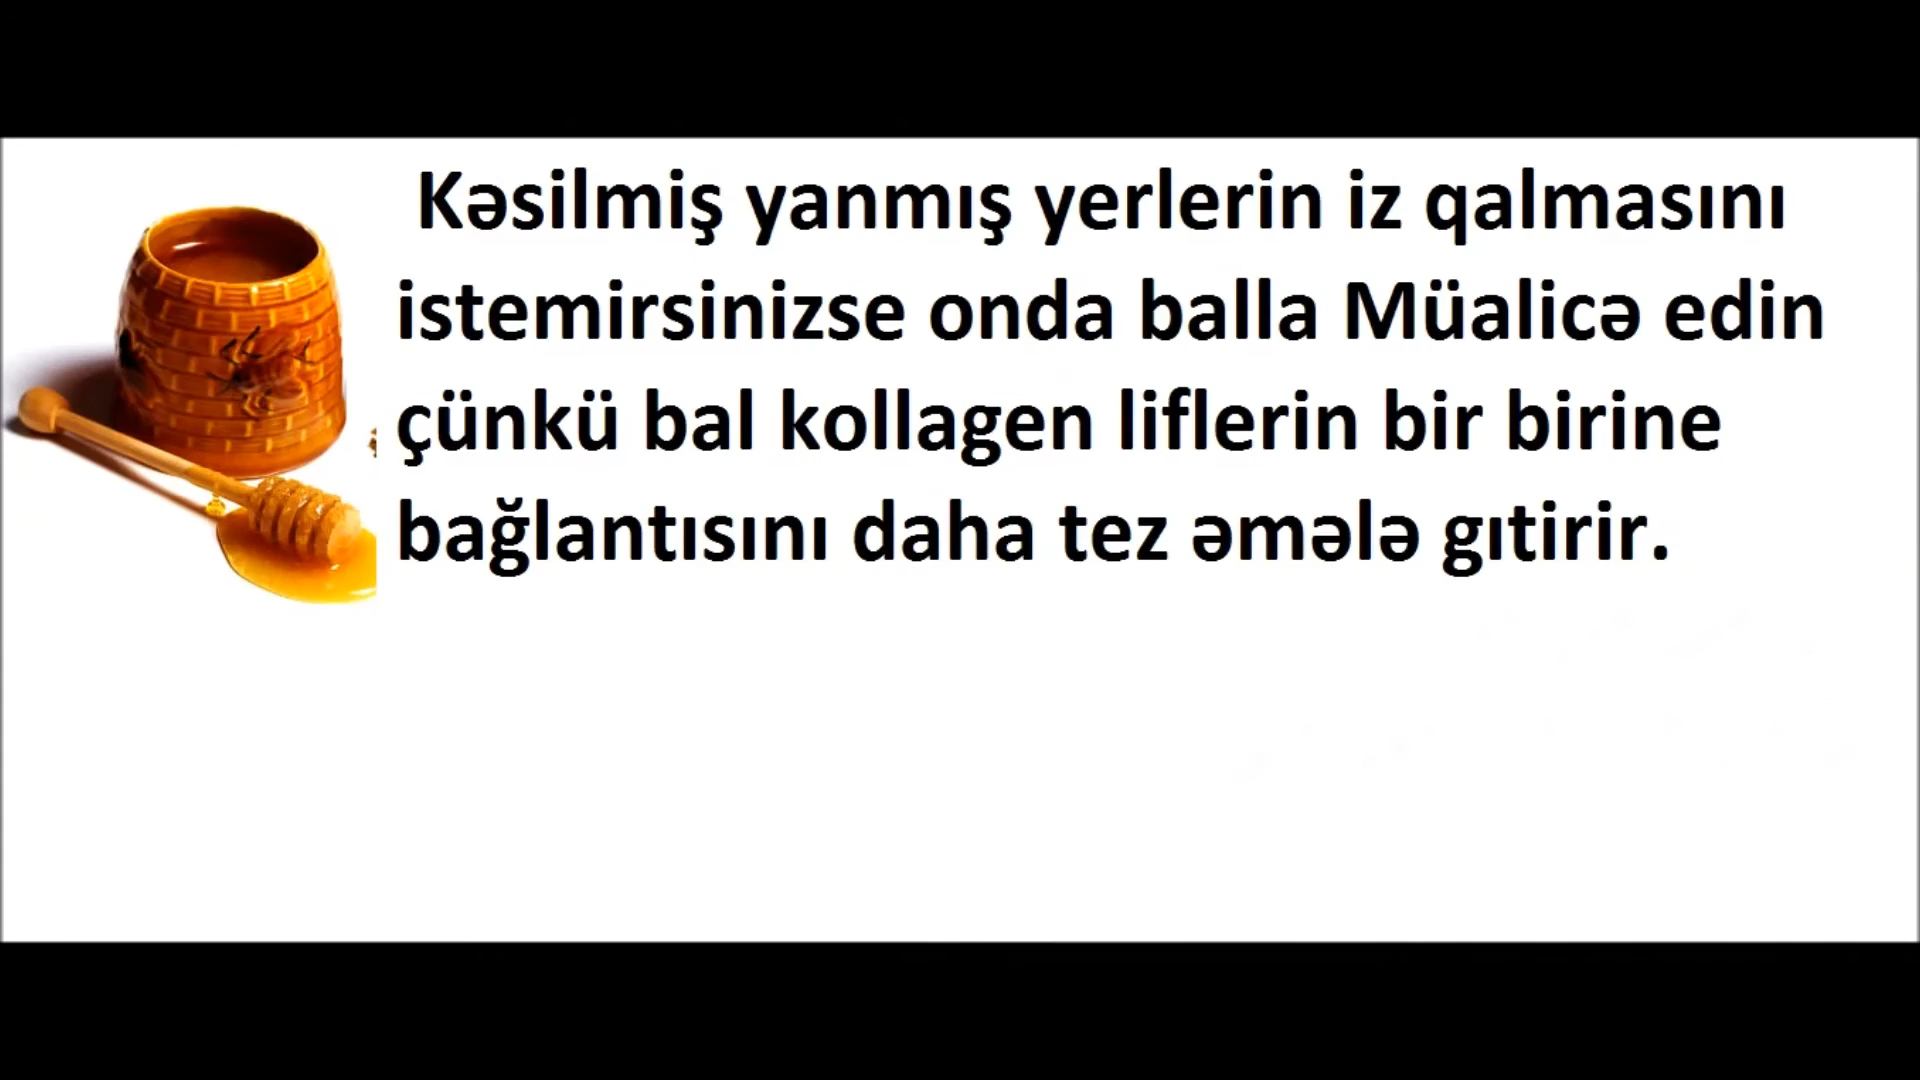 Kəsilmiş yanmış yerlerin iz qalmasını
istemirsinizse onda balla Müalicə edin
çünkü bal kollagen liflerin bir birine
bağlantısını daha tez əmələ gıtirir.